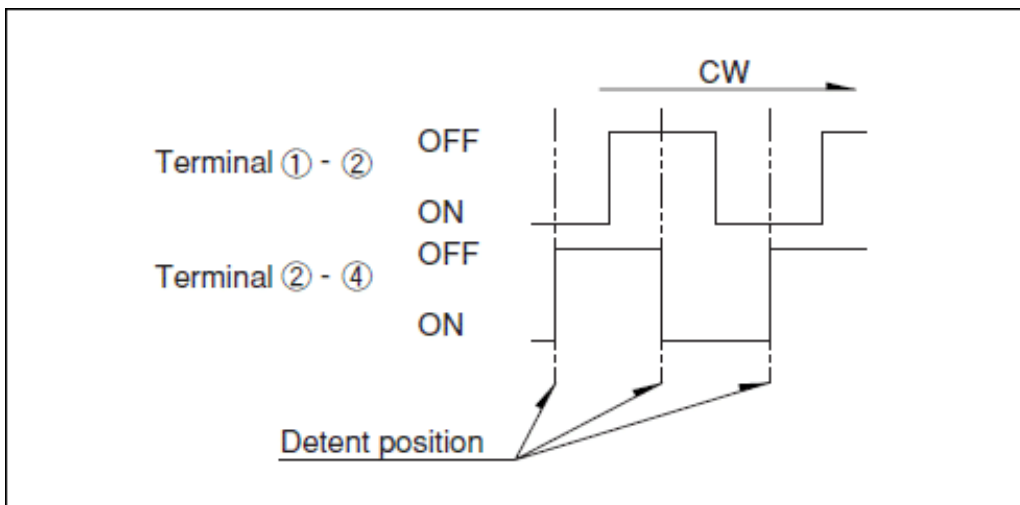 CW
OFF
Terminal ① - ②
ON
OFF
Terminal ② - ④
ON
Detent position